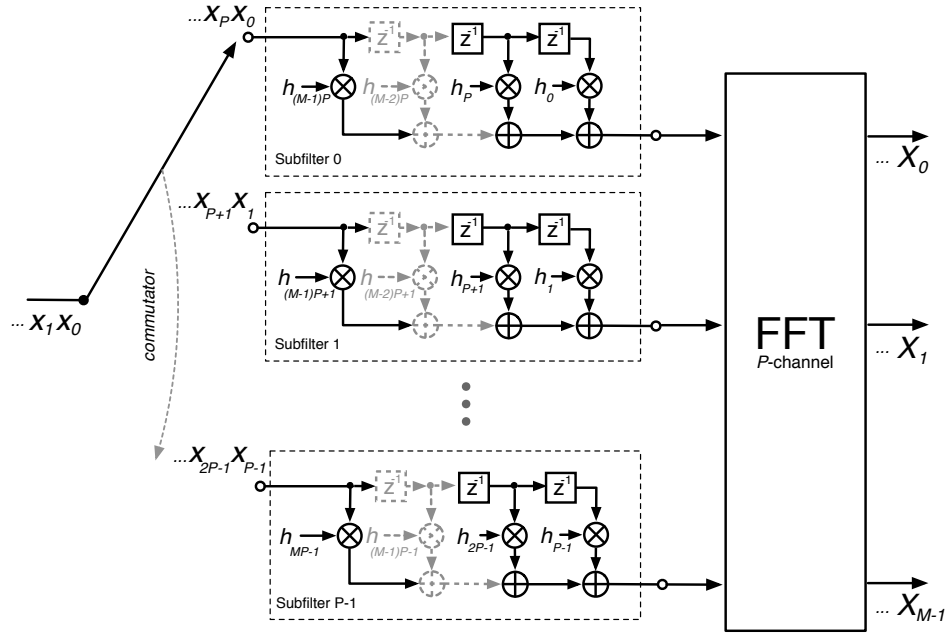 ...x_P x_0
z^-1 z^-1 z^-1
h_(M-1)P h_(M-2)P h_P h_0
Subfilter 0
...x_P+1 x_1
z^-1 z^-1 z^-1
h_(M-1)P+1 h_(M-2)P+1 h_P+1 h_1
Subfilter 1
... x_1 x_0
commutator
...x_2P-1 x_P-1
z^-1 z^-1 z^-1
h_MP-1 h_(M-1)P-1 h_2P-1 h_P-1
Subfilter P-1
FFT
P-channel
... X_0
... X_1
... X_M-1